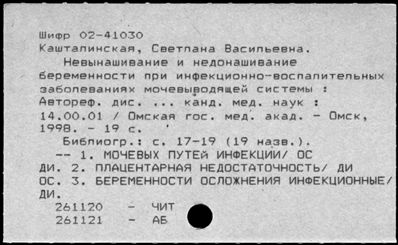 Шифр 02-41030
Кашталинская, Светлана Васильевна.
Невынашивание и недонашивание
беременности при инфекционно-воспалительных
заболеваниях мочевыводящей системы :
Автореф. дис. ... канд. мед. наук :
14.00.01 / Омская гос. мед. акад. - Омск,
1998. - 19 с.
Библиогр.: с. 17-19 (19 назв.).
-- 1. МОЧЕВЫХ ПУТЕЙ ИНФЕКЦИИ/ ОС
ДИ. 2. ПЛАЦЕНТАРНАЯ НЕДОСТАТОЧНОСТЬ/ ДИ
ОС. 3. БЕРЕМЕННОСТИ ОСЛОЖНЕНИЯ ИНФЕКЦИОННЫЕ/
ДИ.
261120 - ЧИТ
261121 - АБ